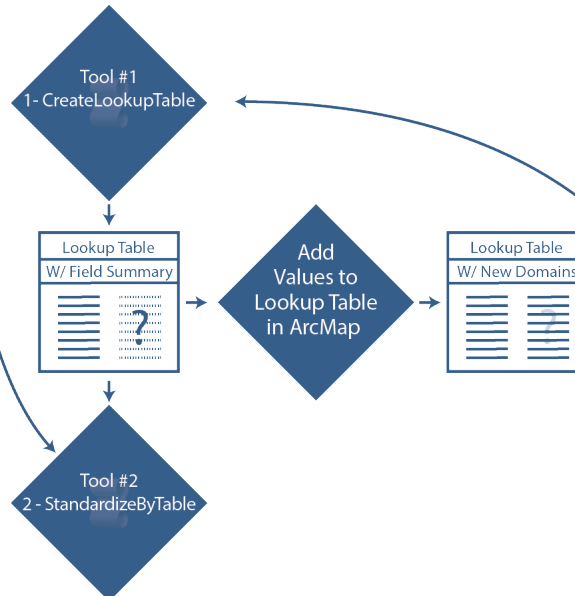 Tool #1
1- CreateLookupTable
Lookup Table
W/ Field Summary
?
Add
Values to
Lookup Table
in ArcMap
Lookup Table
W/ New Domains
?
Tool #2
2 - StandardizeByTable